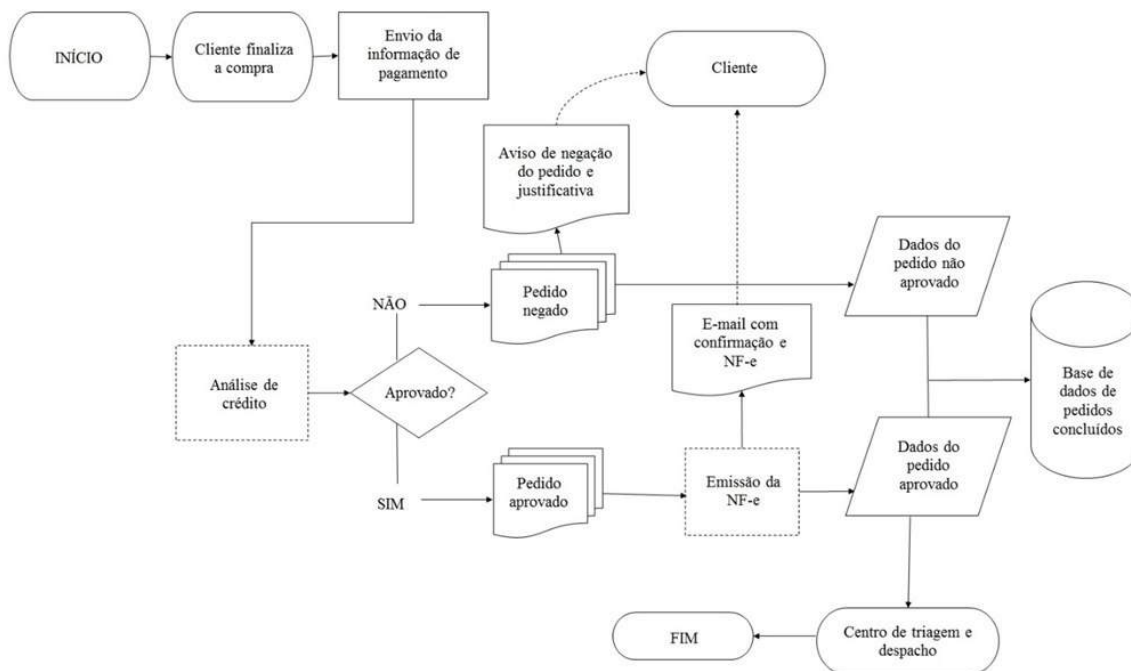 INÍCIO
Cliente finaliza
a compra
Envio da
informação de
pagamento
Cliente
Aviso de negação
do pedido e
justificativa
Dados do
pedido não
aprovado
NÃO
Pedido
negado
E-mail com
confirmação e
NF-e
Análise de
crédito
Aprovado?
Base de
dados de
pedidos
concluídos
SIM
Pedido
aprovado
Emissão da
NF-e
Dados do
pedido
aprovado
FIM
Centro de triagem e
despacho